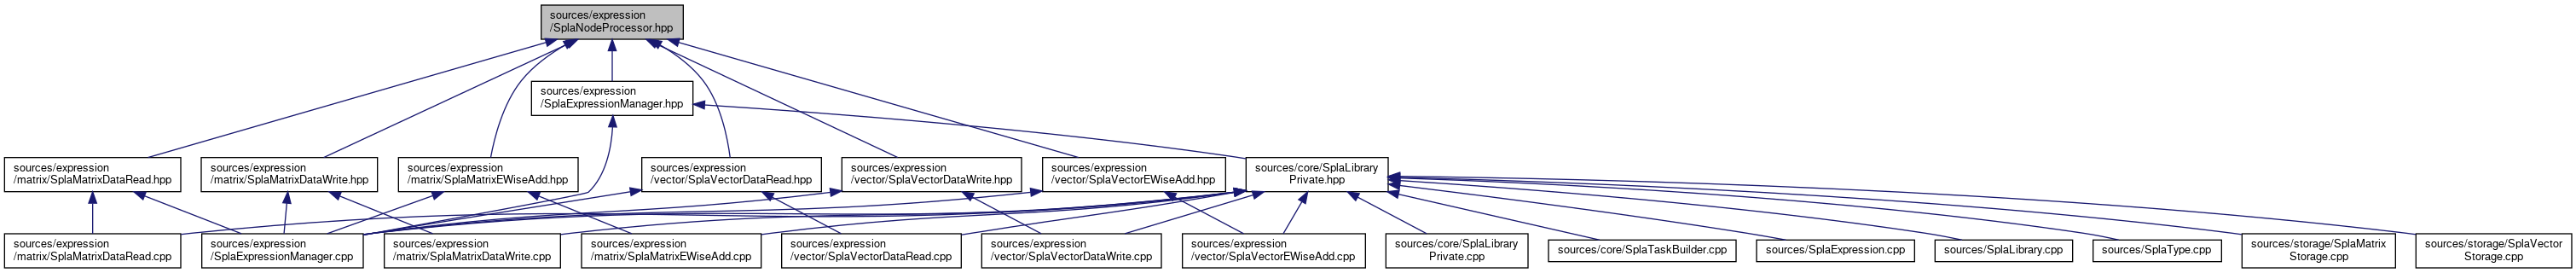 sources/expression
/SplaNodeProcessor.hpp
sources/expression
/SplaExpressionManager.hpp
sources/expression
/matrix/SplaMatrixDataRead.hpp
sources/expression
/matrix/SplaMatrixDataWrite.hpp
sources/expression
/matrix/SplaMatrixEWiseAdd.hpp
sources/expression
/vector/SplaVectorDataRead.hpp
sources/expression
/vector/SplaVectorDataWrite.hpp
sources/expression
/vector/SplaVectorEWiseAdd.hpp
sources/core/SplaLibrary
Private.hpp
sources/expression
/matrix/SplaMatrixDataRead.cpp
sources/expression
/SplaExpressionManager.cpp
sources/expression
/matrix/SplaMatrixDataWrite.cpp
sources/expression
/matrix/SplaMatrixEWiseAdd.cpp
sources/expression
/vector/SplaVectorDataRead.cpp
sources/expression
/vector/SplaVectorDataWrite.cpp
sources/expression
/vector/SplaVectorEWiseAdd.cpp
sources/core/SplaLibrary
Private.cpp
sources/core/SplaTaskBuilder.cpp
sources/SplaExpression.cpp
sources/SplaLibrary.cpp
sources/SplaType.cpp
sources/storage/SplaMatrix
Storage.cpp
sources/storage/SplaVector
Storage.cpp